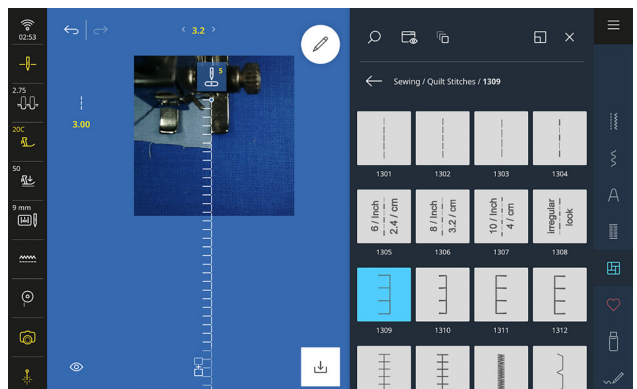 02:53
2.75
20C
50
9 mm
3.2
5
3.00
Sewing / Quilt Stitches / 1309
1301 1302 1303 1304
6 / Inch 2.4 / cm
8 / Inch 3.2 / cm
10 / Inch 4 / cm
irregular look
1305 1306 1307 1308
1309 1310 1311 1312
A